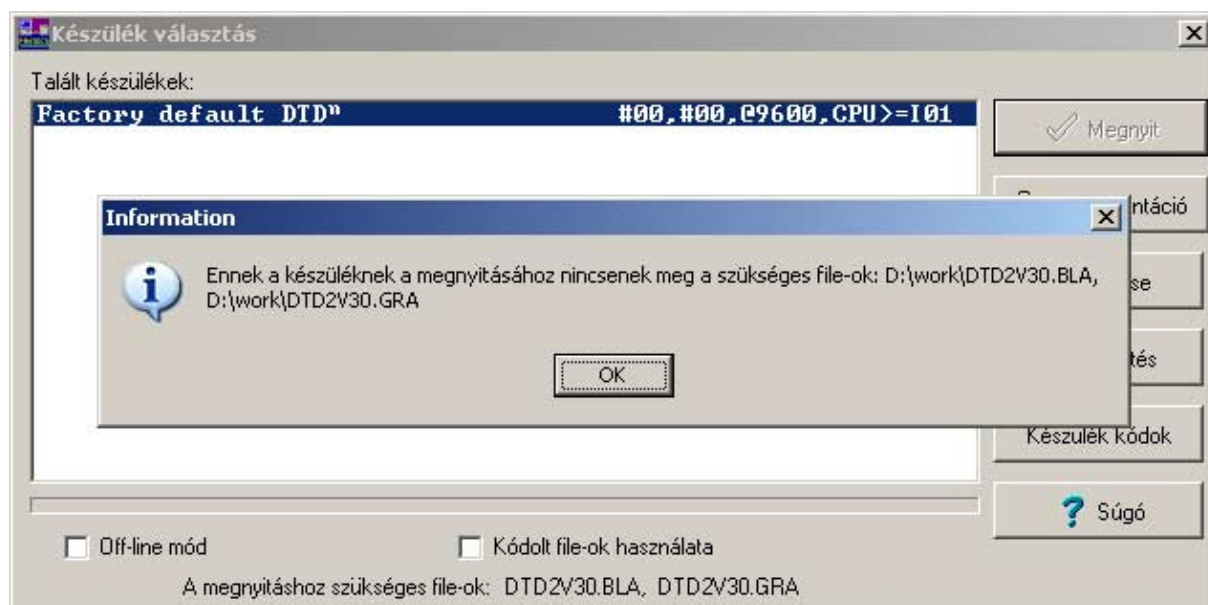 Készülék választás
Talált készülékek:
Factory default DTDⁿ #00,#00,@9600,CPU>=I01
Megnyit
ntáció
Information
Ennek a készüléknek a megnyitásához nincsenek meg a szükséges file-ok: D:\work\DTD2V30.BLA,
D:\work\DTD2V30.GRA
se
tés
OK
Készülék kódok
? Súgó
Off-line mód
Kódolt file-ok használata
A megnyitáshoz szükséges file-ok: DTD2V30.BLA, DTD2V30.GRA